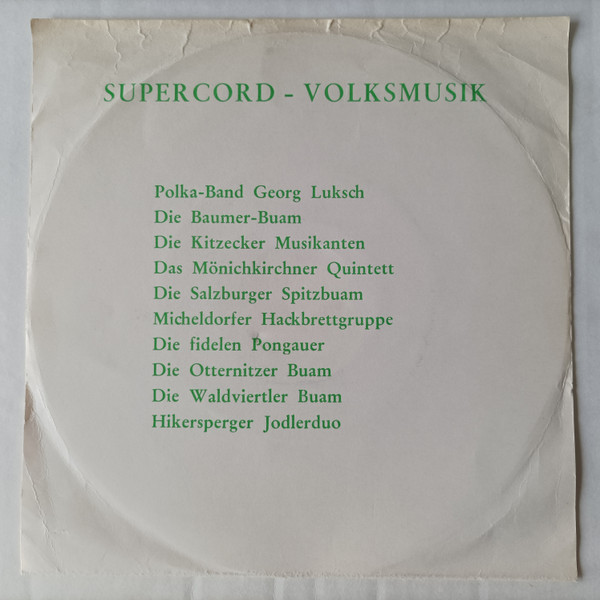 SUPERCORD - VOLKSMUSIK
Polka-Band Georg Luksch
Die Baumer-Buam
Die Kitzecker Musikanten
Das Mönichkirchner Quintett
Die Salzburger Spitzbuam
Micheldorfer Hackbrettgruppe
Die fidelen Pongauer
Die Otternitzer Buam
Die Waldviertler Buam
Hikersperger Jodlerduo